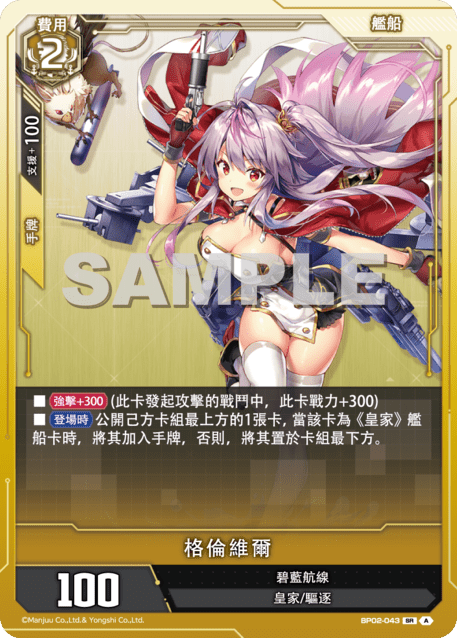 費用
2
艦船
支援+100
手牌
SAMPLE
■ 強擊+300 (此卡發起攻擊的戰鬥中，此卡戰力+300)
■ 登場時 公開己方卡組最上方的1張卡，當該卡為《皇家》艦
船卡時，將其加入手牌，否則，將其置於卡組最下方。
格倫維爾
100
碧藍航線
皇家/驅逐
©Manjuu Co.,Ltd.& Yongshi Co.,Ltd.
BP02-043 SR A